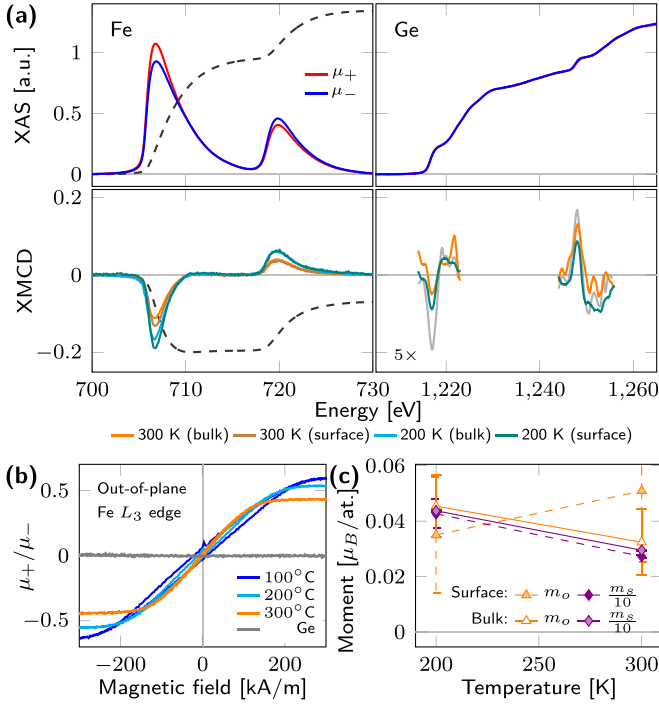 (a)
Fe
Ge
XAS [a.u.]
1
0.5
0
μ+
μ−
XMCD
0.2
0
−0.2
5×
700
710
720
730
1,220
1,240
1,260
Energy [eV]
300 K (bulk)
300 K (surface)
200 K (bulk)
200 K (surface)
(b)
Out-of-plane
Fe L3 edge
μ+/μ−
0.5
0
−0.5
100°C
200°C
300°C
Ge
−200
0
200
Magnetic field [kA/m]
(c)
Moment [μB/at.]
0.06
0.04
0.02
0
Surface: mo ms/10
Bulk: mo ms/10
200
250
300
Temperature [K]